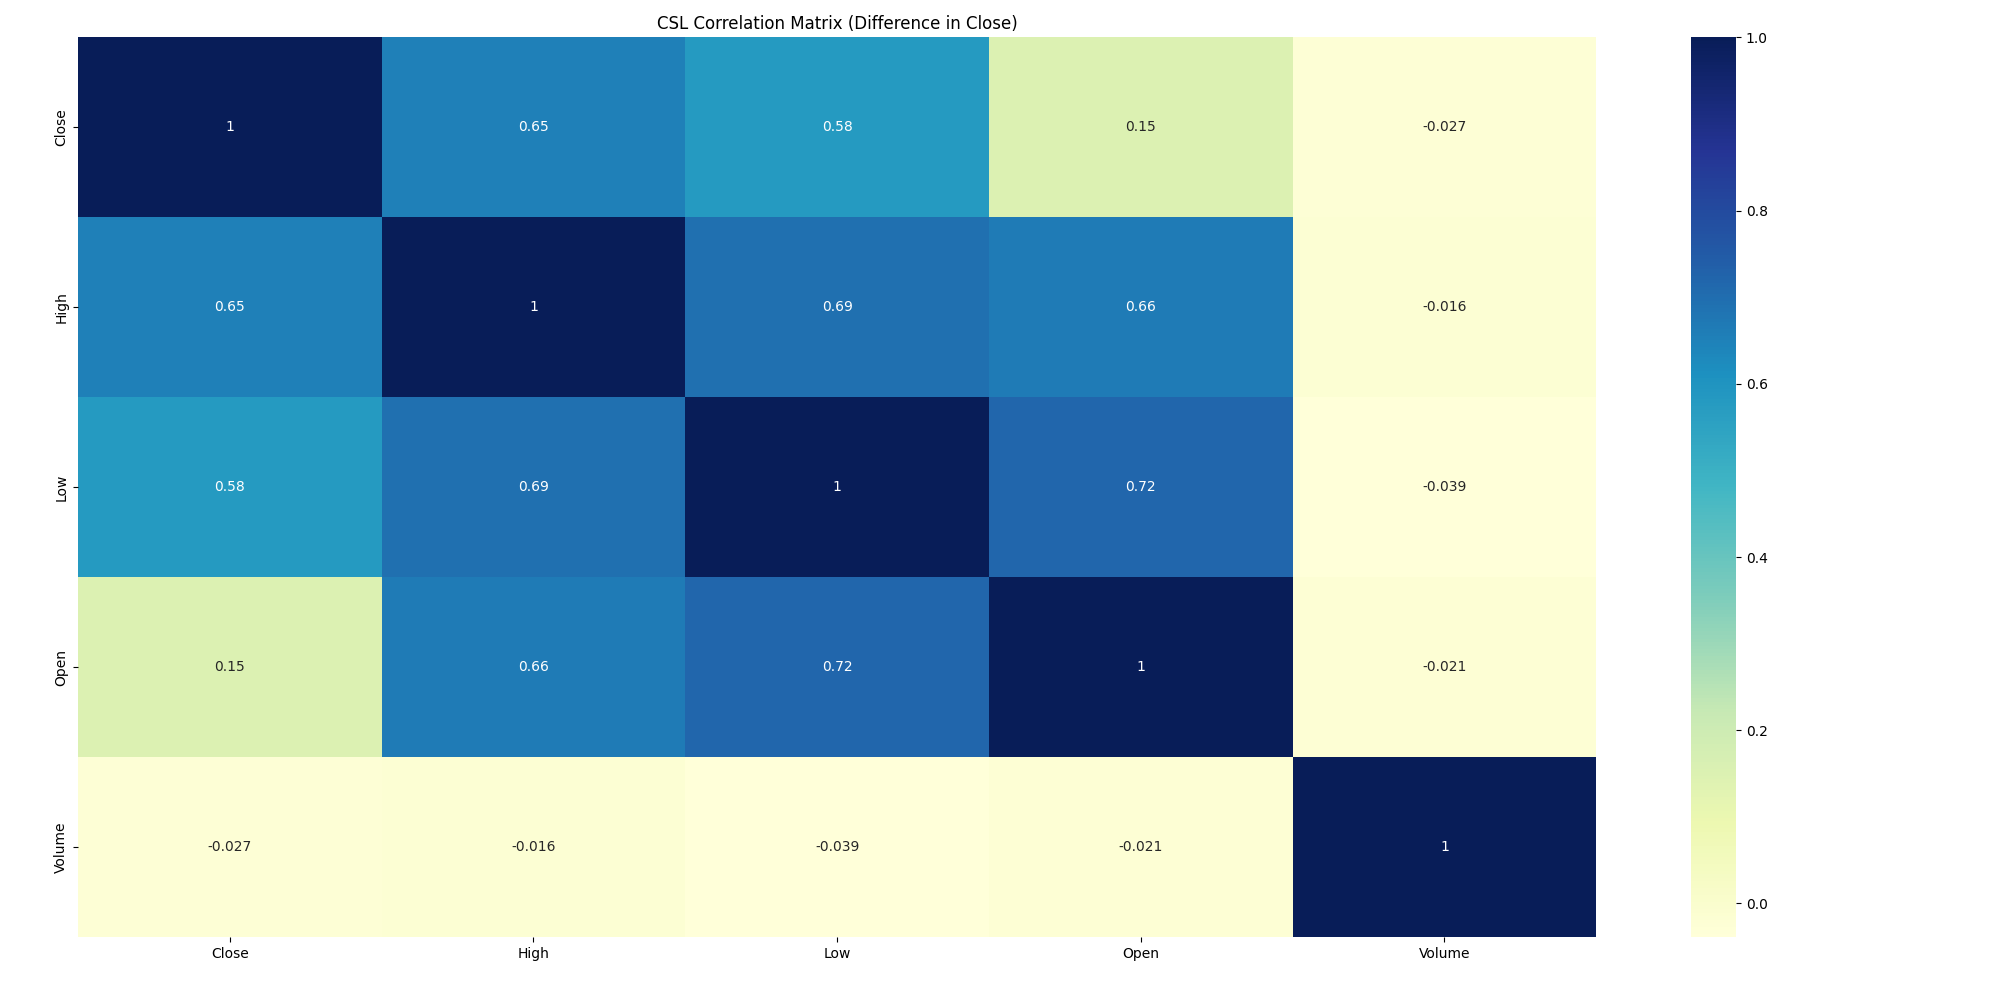 CSL Correlation Matrix (Difference in Close)
Close 1 0.65 0.58 0.15 -0.027
High 0.65 1 0.69 0.66 -0.016
Low 0.58 0.69 1 0.72 -0.039
Open 0.15 0.66 0.72 1 -0.021
Volume -0.027 -0.016 -0.039 -0.021 1
Close High Low Open Volume
1.0
0.8
0.6
0.4
0.2
0.0